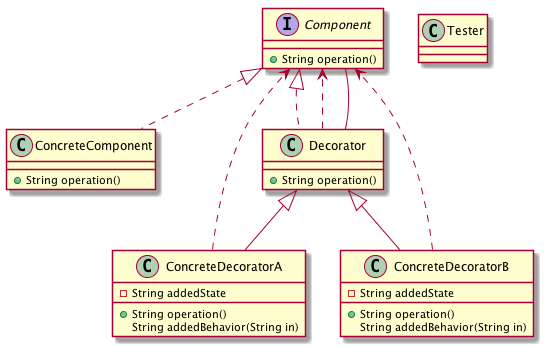 I Component
+ String operation()
C Tester
C ConcreteComponent
String operation()
C Decorator
String operation()
C ConcreteDecoratorA
String addedState
String operation()
String addedBehavior(String in)
C ConcreteDecoratorB
String addedState
String operation()
String addedBehavior(String in)